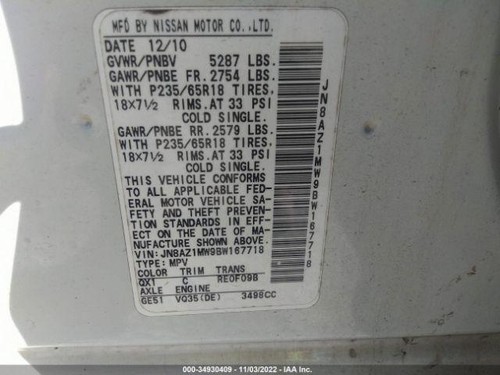 MFD BY NISSAN MOTOR CO.,LTD.
DATE 12/10
GVWR/PNBV 5287 LBS.
GAWR/PNBE FR. 2754 LBS.
WITH P235/65R18 TIRES.
18X7½ RIMS. AT 33 PSI
COLD SINGLE.
GAWR/PNBE RR. 2579 LBS.
WITH P235/65R18 TIRES.
18X7½ RIMS. AT 33 PSI
COLD SINGLE.
THIS VEHICLE CONFORMS
TO ALL APPLICABLE FED-
ERAL MOTOR VEHICLE SA-
FETY AND THEFT PREVEN-
TION STANDARDS IN EFF-
ECT ON THE DATE OF MA-
NUFACTURE SHOWN ABOVE.
VIN: JN8AZ1MW9BW167718
TYPE: MPV
COLOR TRIM TRANS
QX1 C RE0F09B
AXLE ENGINE
GE51 VQ35(DE) 3498CC
JN8AZ1MW9BW167718
000-34930409 - 11/03/2022 - IAA Inc.